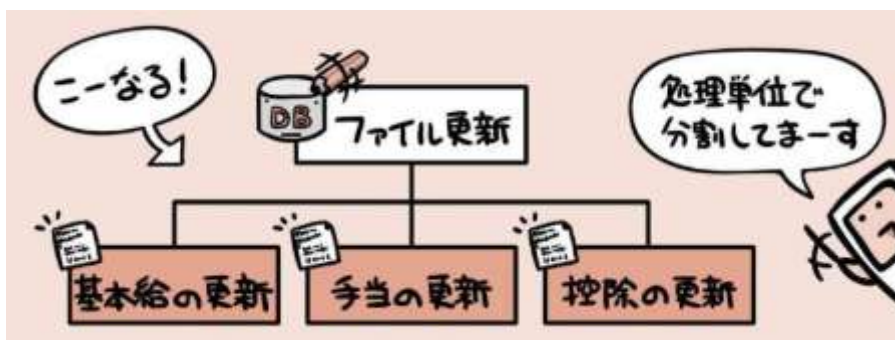 こーなる!
DB
ファイル更新
処理単位で
分割してまーす
基本給の更新
手当の更新
控除の更新